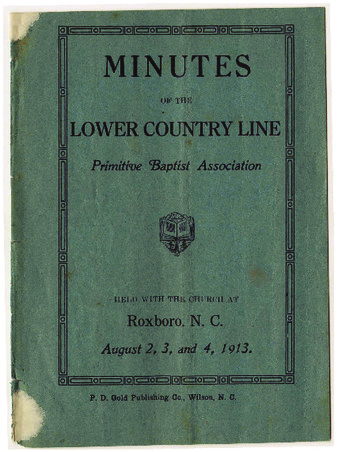 MINUTES
OF THE
LOWER COUNTRY LINE
Primitive Baptist Association
HELD WITH THE CHURCH AT
Roxboro, N. C.
August 2, 3, and 4, 1913.
P. D. Gold Publishing Co., Wilson, N. C.